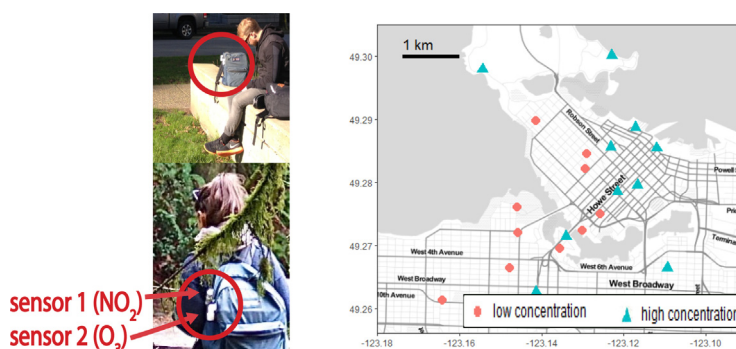 sensor 1 (NO₂)
sensor 2 (O₃)
1 km
49.30
49.29
49.28
49.27
49.26
Robson Street
Howe Street
Powell
Terminal
West 4th Avenue
West 6th Avenue
West Broadway
West Broadway
10th Avenue
low concentration
high concentration
-123.18
-123.16
-123.14
-123.12
-123.10